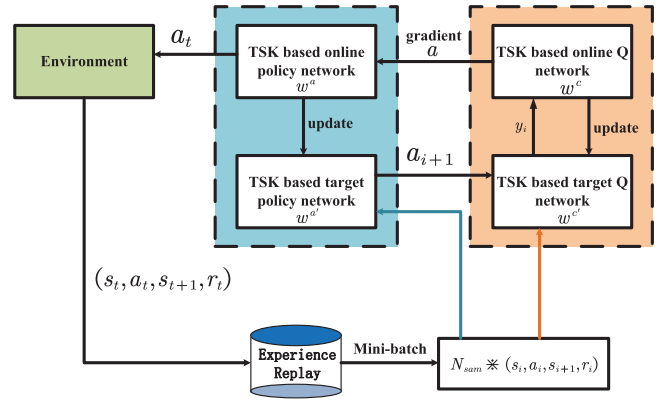 Environment
a_t
TSK based online
policy network
w^a
gradient
a
TSK based online Q
network
w^c
update
y_i
update
TSK based target
policy network
w^{a'}
a_{i+1}
TSK based target Q
network
w^{c'}
(s_t, a_t, s_{t+1}, r_t)
Experience
Replay
Mini-batch
N_{sam} ※ (s_i, a_i, s_{i+1}, r_i)